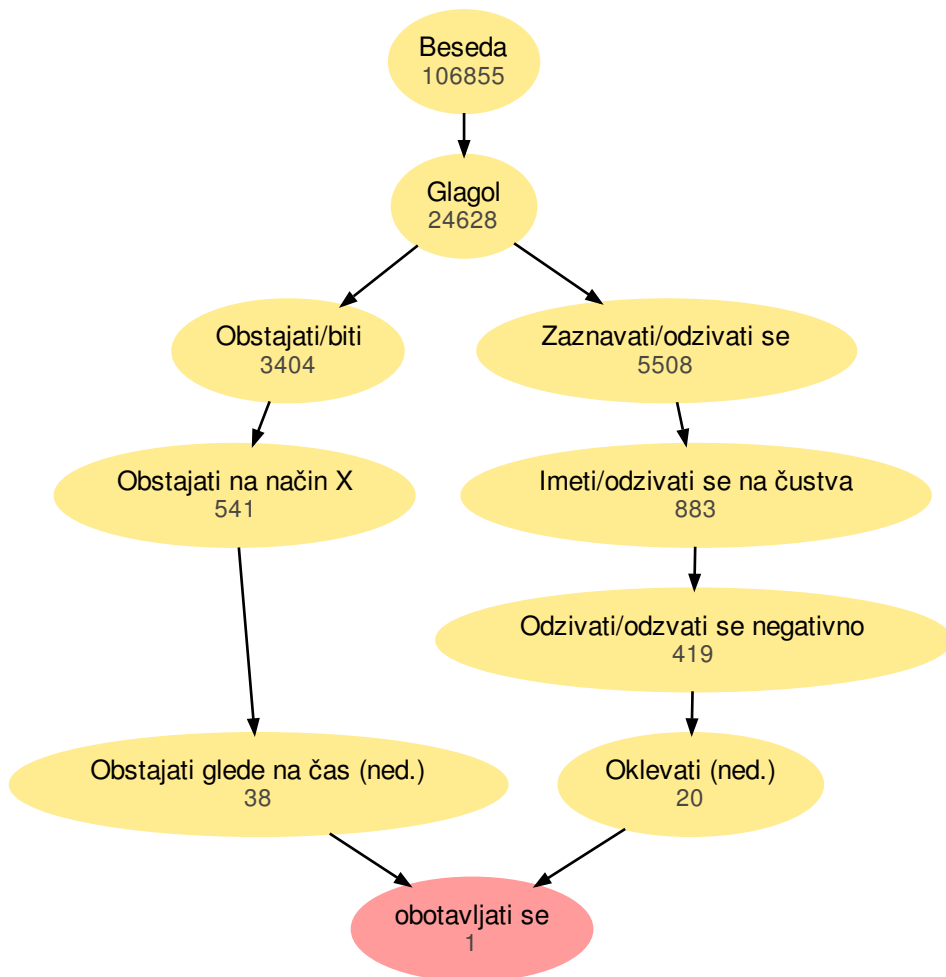 Beseda
106855
Glagol
24628
Obstajati/biti
3404
Zaznavati/odzivati se
5508
Obstajati na način X
541
Imeti/odzivati se na čustva
883
Odzivati/odzvati se negativno
419
Obstajati glede na čas (ned.)
38
Oklevati (ned.)
20
obotavljati se
1